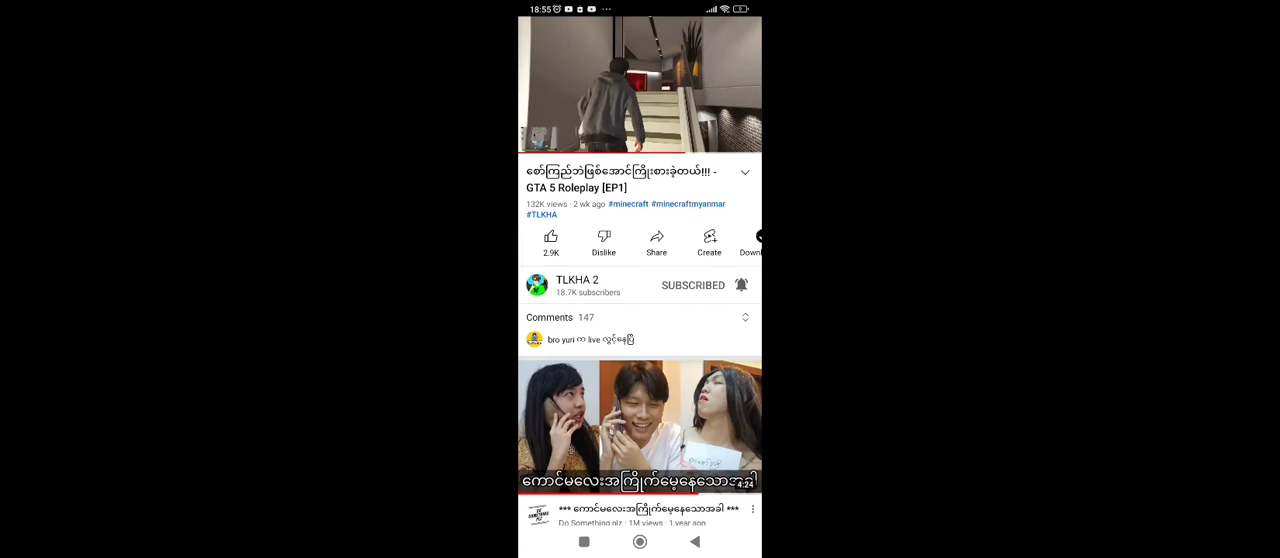 18:55
စော်ကြည်ဘဲဖြစ်အောင်ကြိုးစားခဲ့တယ်!!! -
GTA 5 Roleplay [EP1]
132K views · 2 wk ago #minecraft #minecraftmyanmar
#TLKHA
2.9K Dislike Share Create Downl
TLKHA 2
18.7K subscribers
SUBSCRIBED
Comments 147
bro yuri က live လွှင့်နေပြီ
ကောင်မလေးအကြိုက်မေ့နေသောအခါ
4:24
*** ကောင်မလေးအကြိုက်မေ့နေသောအခါ ***
Do Something plz · 1M views · 1 year ago